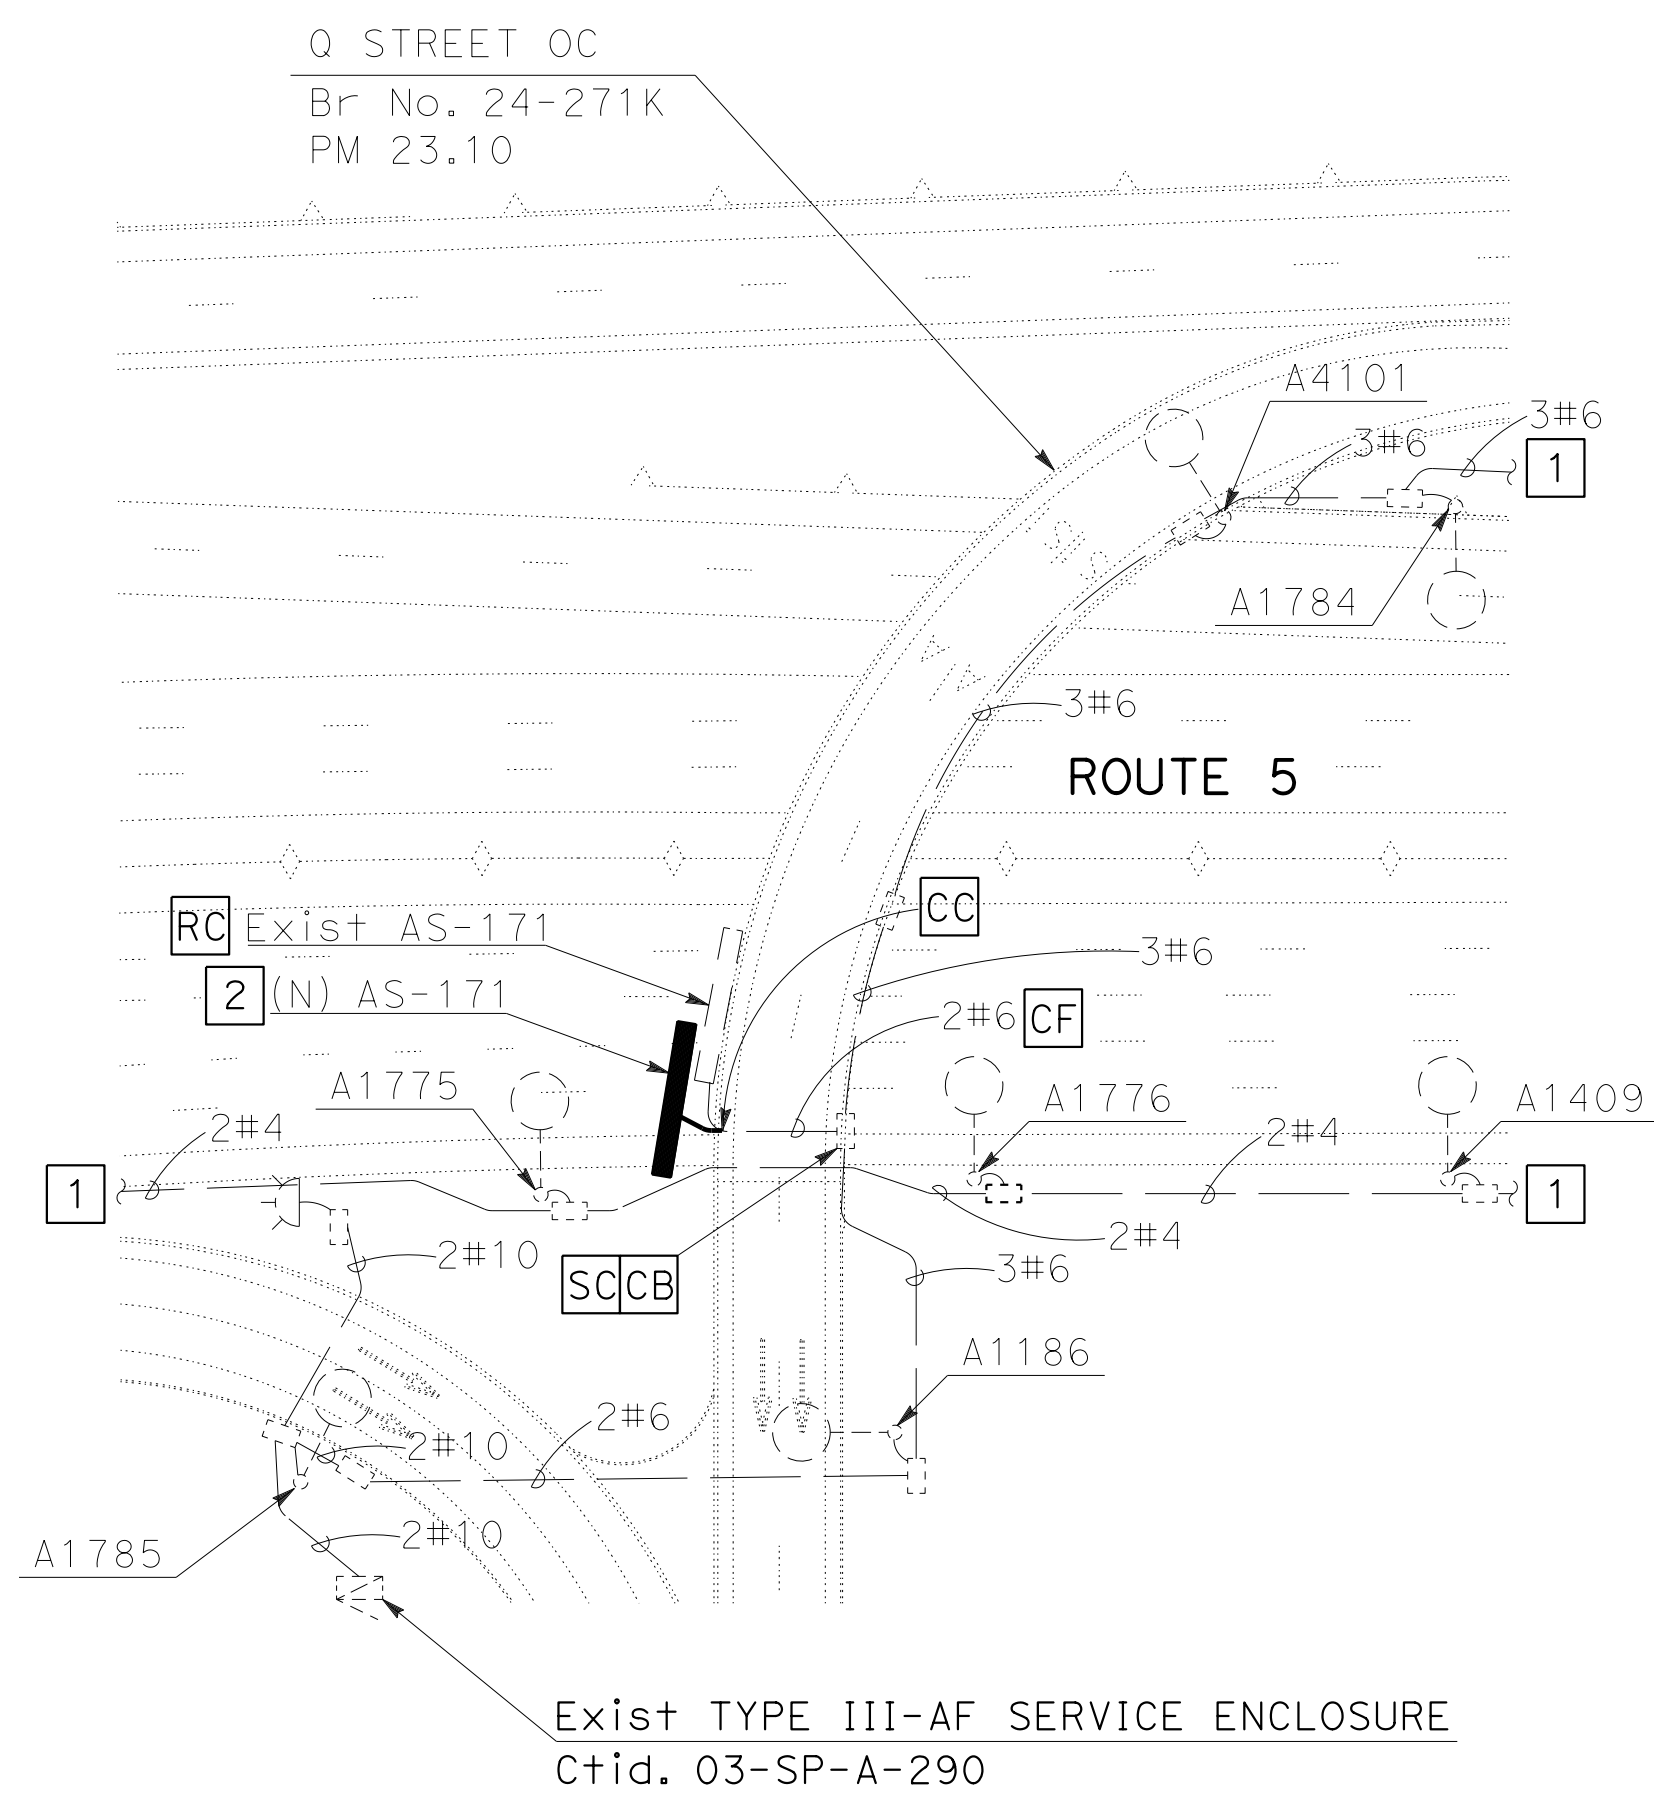 Q STREET OC
Br No. 24-271K
PM 23.10
A4101
3#6
3#6
1
A1784
3#6
ROUTE 5
RC Exist AS-171
CC
2 (N) AS-171
3#6
2#6 CF
A1775
A1776
A1409
2#4
2#4
1
1
2#4
2#10
SC CB
3#6
A1186
2#6
2#10
2#10
A1785
Exist TYPE III-AF SERVICE ENCLOSURE
Ctid. 03-SP-A-290